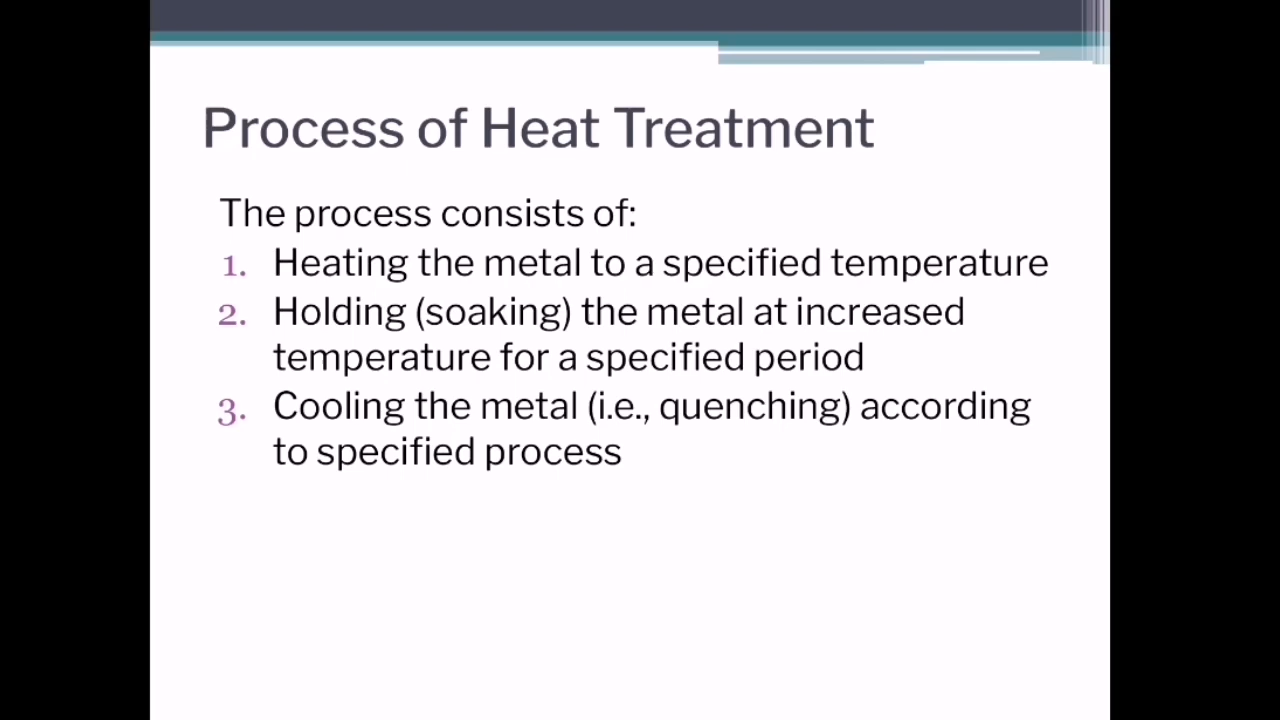 Process of Heat Treatment
The process consists of:
1. Heating the metal to a specified temperature
2. Holding (soaking) the metal at increased
temperature for a specified period
3. Cooling the metal (i.e., quenching) according
to specified process